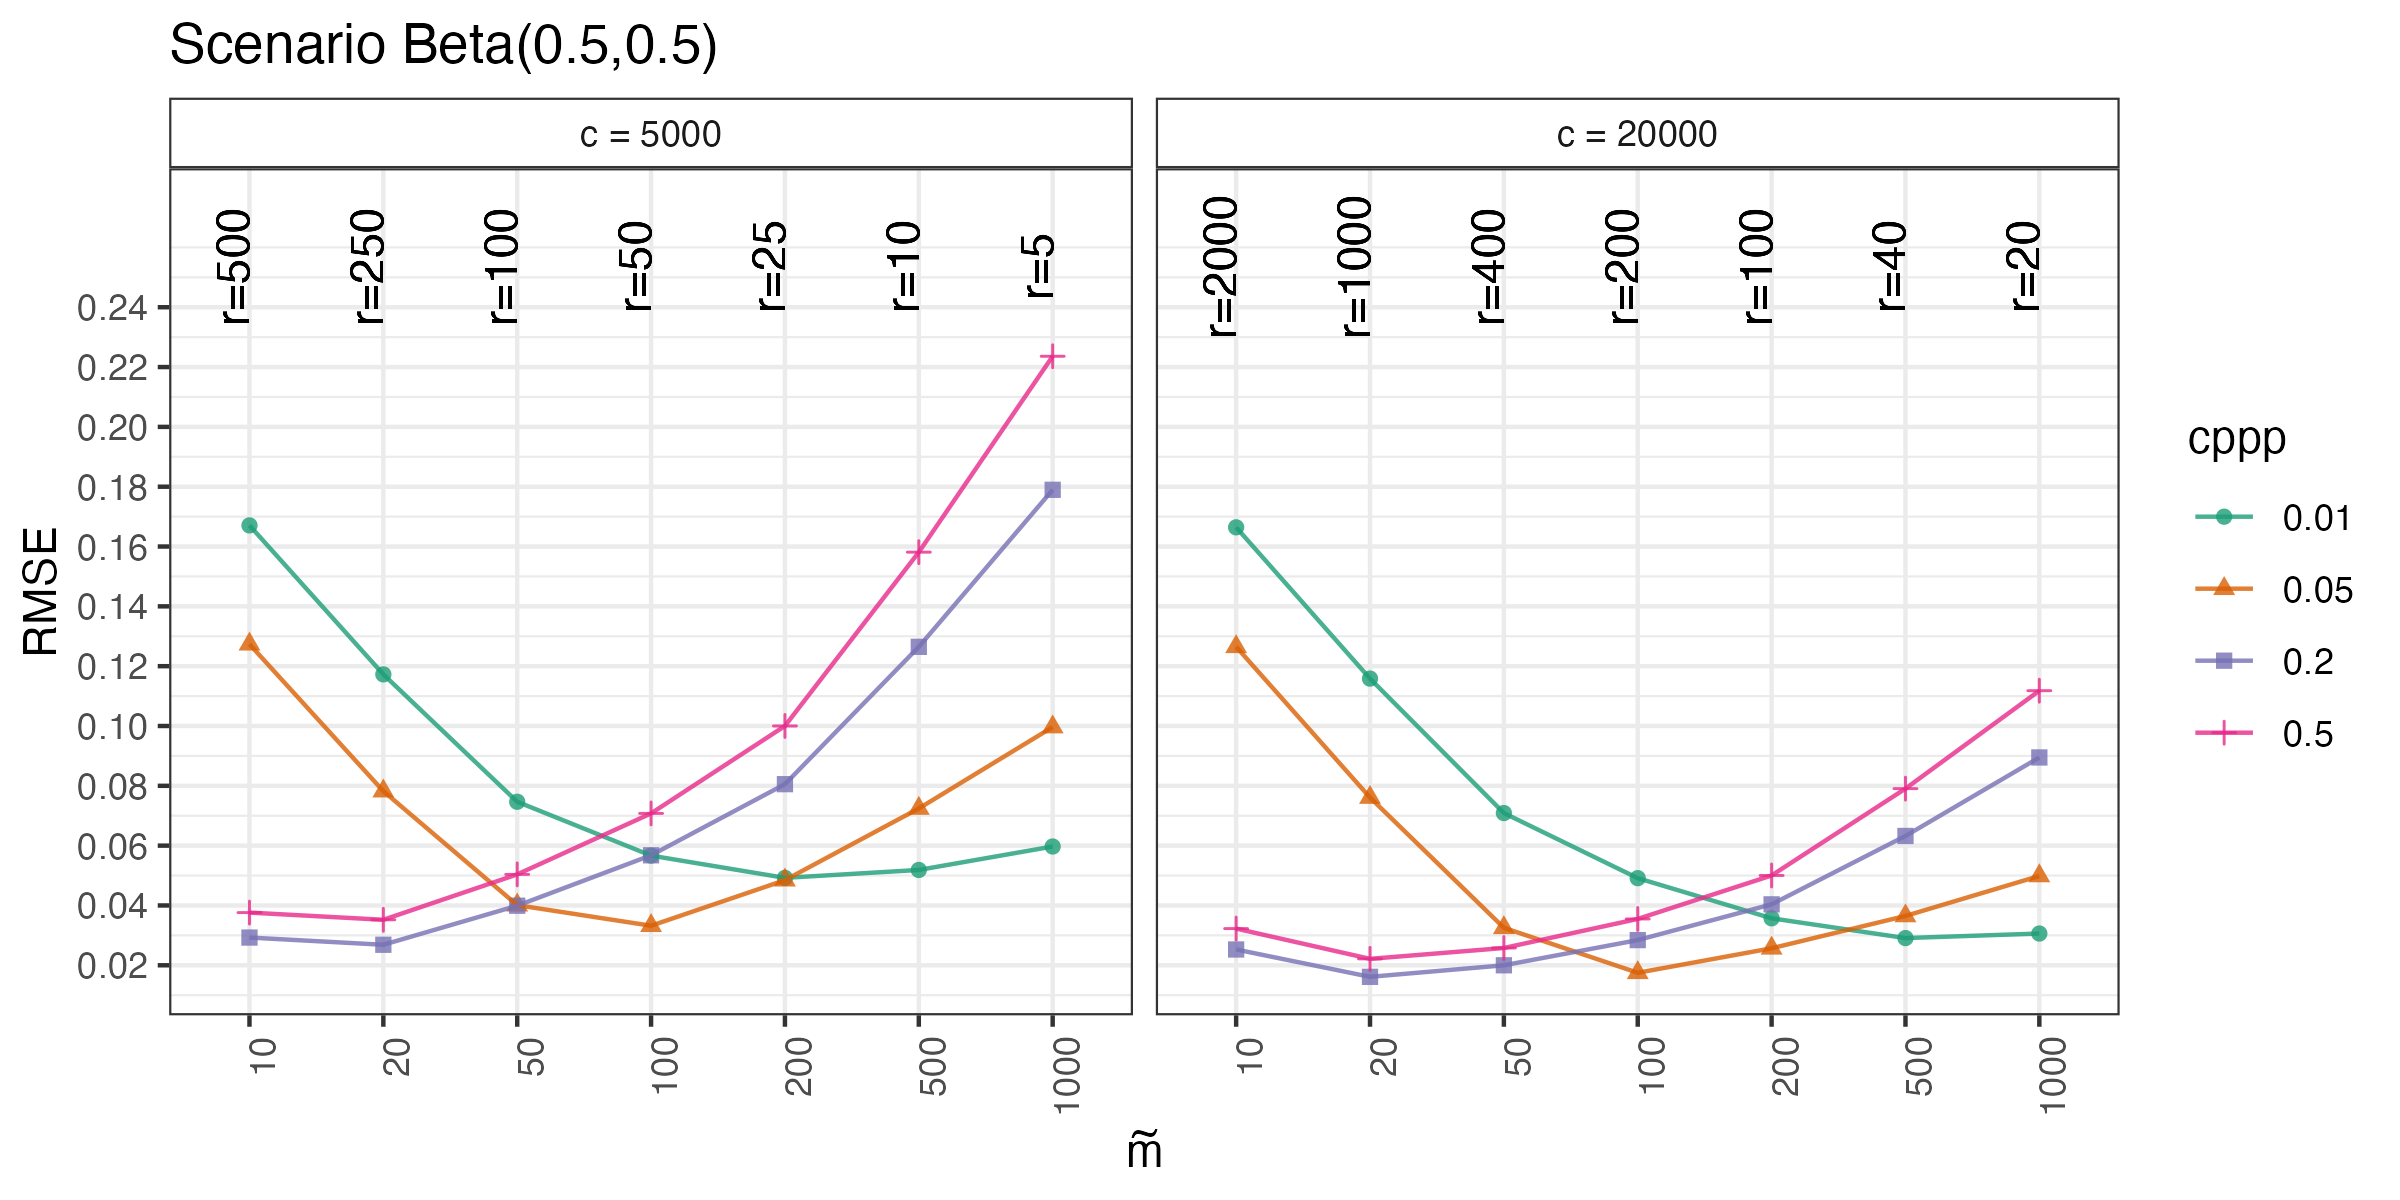 Scenario Beta(0.5,0.5)
c = 5000
c = 20000
r=500
r=250
r=100
r=50
r=25
r=10
r=5
r=2000
r=1000
r=400
r=200
r=100
r=40
r=20
0.24
0.22
0.20
0.18
0.16
0.14
0.12
0.10
0.08
0.06
0.04
0.02
RMSE
10
20
50
100
200
500
1000
10
20
50
100
200
500
1000
m̃
cppp
0.01
0.05
0.2
0.5